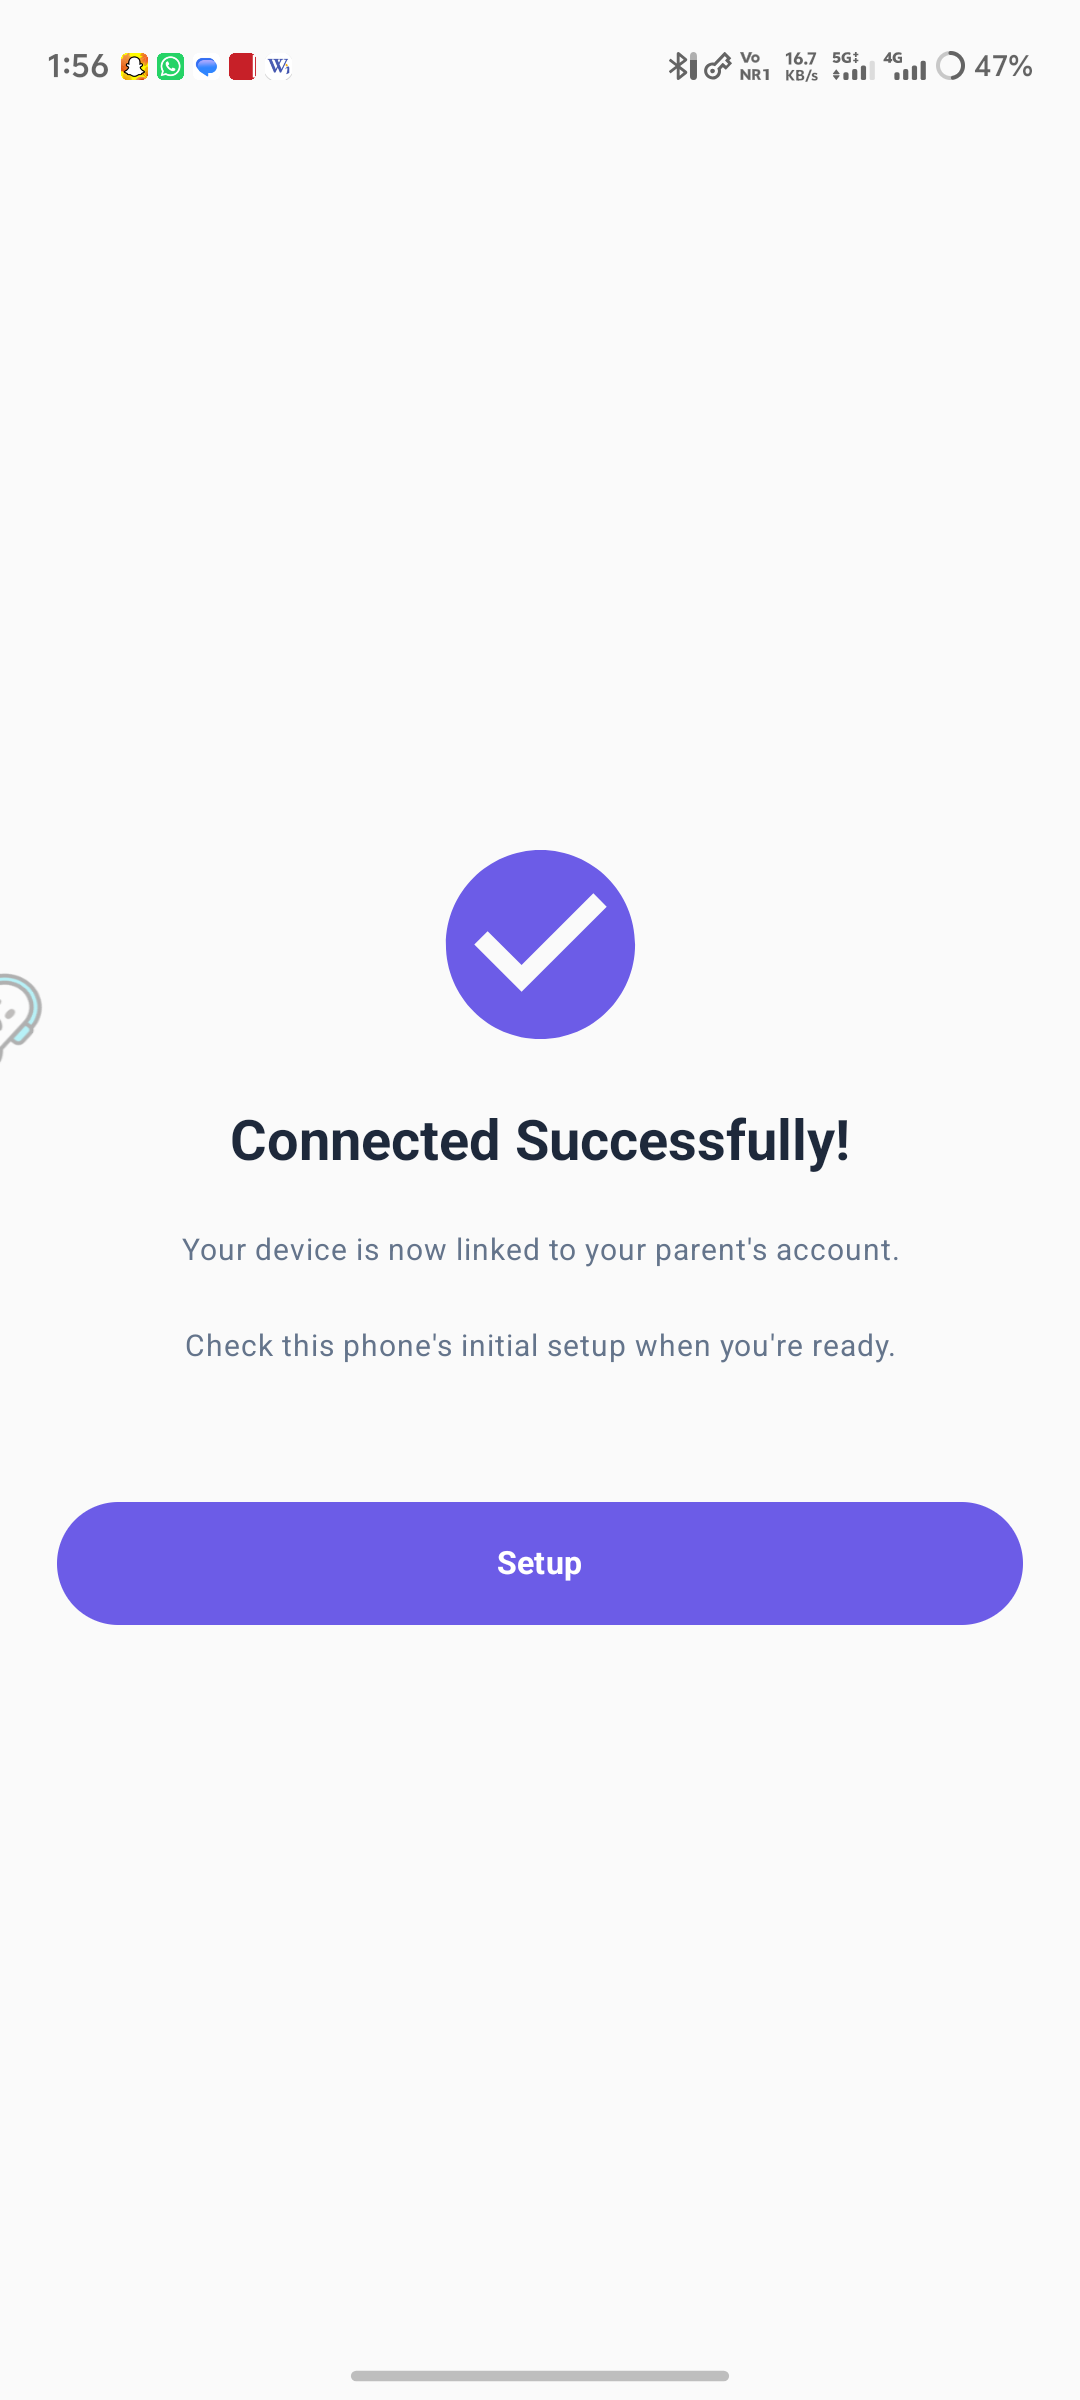 1:56 W Vo NR1 16.7 KB/s 5G 4G 47%
Connected Successfully!
Your device is now linked to your parent's account.
Check this phone's initial setup when you're ready.
Setup